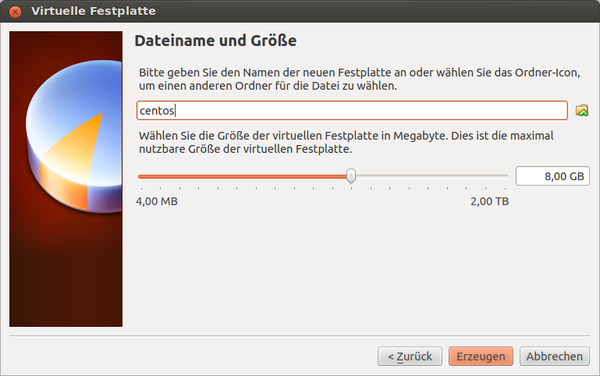 Virtuelle Festplatte
Dateiname und Größe
Bitte geben Sie den Namen der neuen Festplatte an oder wählen Sie das Ordner-Icon,
um einen anderen Ordner für die Datei zu wählen.
centos
Wählen Sie die Größe der virtuellen Festplatte in Megabyte. Dies ist die maximal
nutzbare Größe der virtuellen Festplatte.
8,00 GB
4,00 MB 2,00 TB
< Zurück Erzeugen Abbrechen